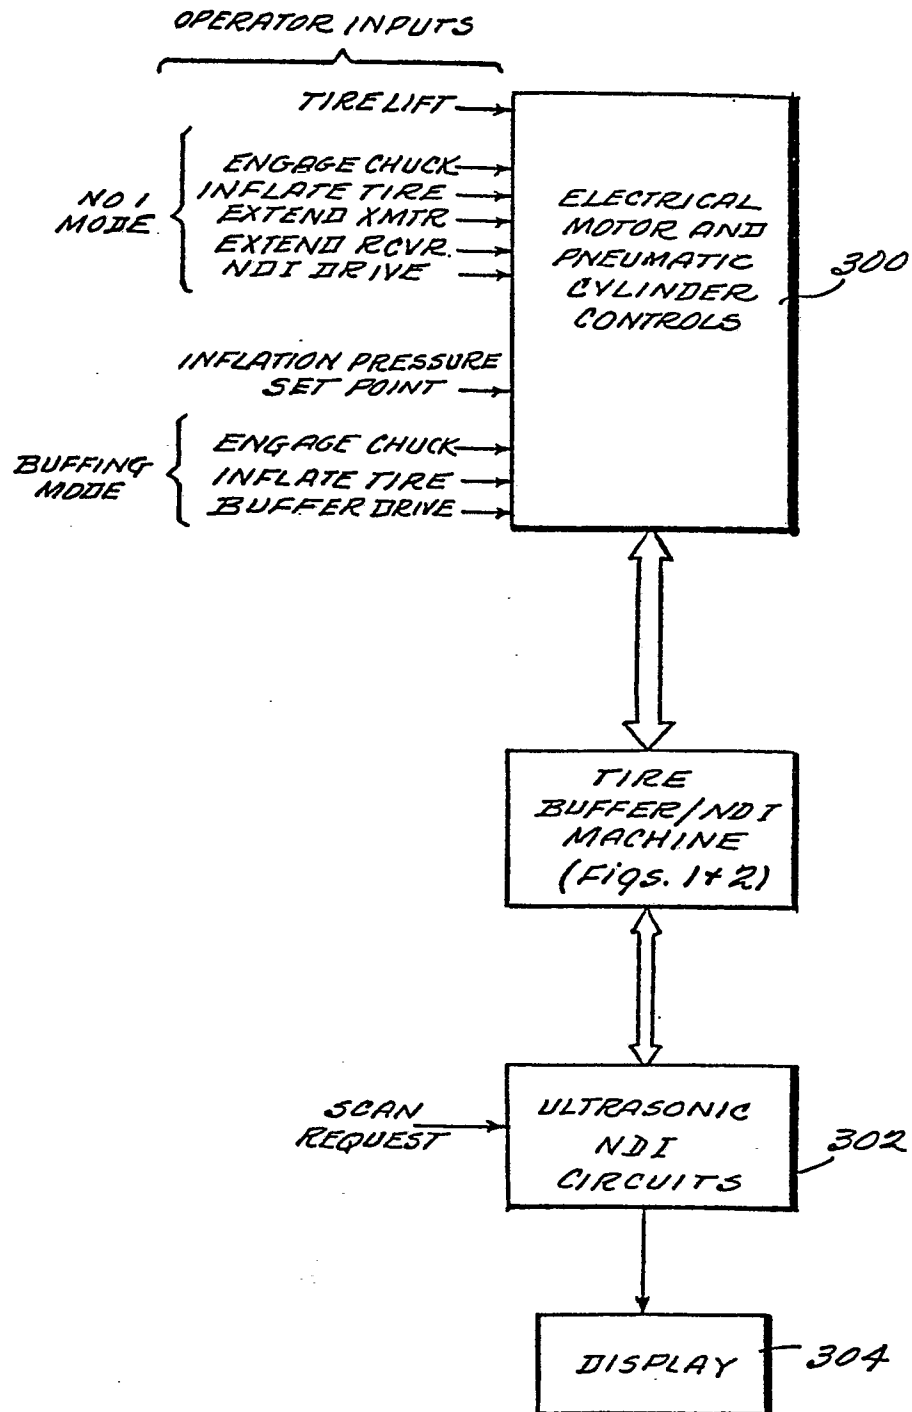 OPERATOR INPUTS
TIRE LIFT
NDI
MODE
ENGAGE CHUCK
INFLATE TIRE
EXTEND XMTR
EXTEND RCVR.
NDI DRIVE
ELECTRICAL
MOTOR AND
PNEUMATIC
CYLINDER
CONTROLS
300
INFLATION PRESSURE
SET POINT
BUFFING
MODE
ENGAGE CHUCK
INFLATE TIRE
BUFFER DRIVE
TIRE
BUFFER/NDI
MACHINE
(Figs. 1+2)
SCAN
REQUEST
ULTRASONIC
NDI
CIRCUITS
302
DISPLAY
304